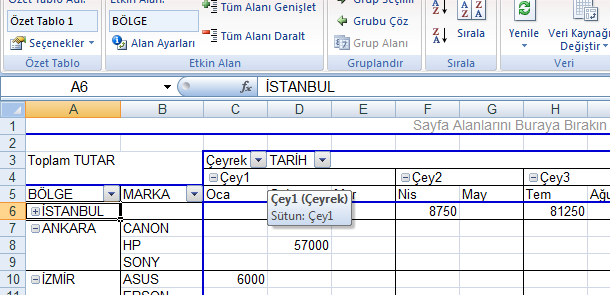 Özet Tablo Adı:
Etkin Alan:
Tüm Alanı Genişlet
Grup Seçimi
Özet Tablo 1
BÖLGE
Grubu Çöz
Seçenekler
Alan Ayarları
Tüm Alanı Daralt
Grup Alanı
Sırala
Yenile
Veri Kaynağı
Değiştir
Özet Tablo
Etkin Alan
Gruplandır
Sırala
Veri
A6
fx
İSTANBUL
A B C D E F G H
1 Sayfa Alanlarını Buraya Bırakın
2
3 Toplam TUTAR Çeyrek TARİH
4 Çey1 Çey2 Çey3
5 BÖLGE MARKA Oca Mar Nis May Tem Ağu
Çey1 (Çeyrek)
Sütun: Çey1
6 İSTANBUL 8750 81250
7 ANKARA CANON
8 HP 57000
9 SONY
10 İZMİR ASUS 6000
11 EPSON